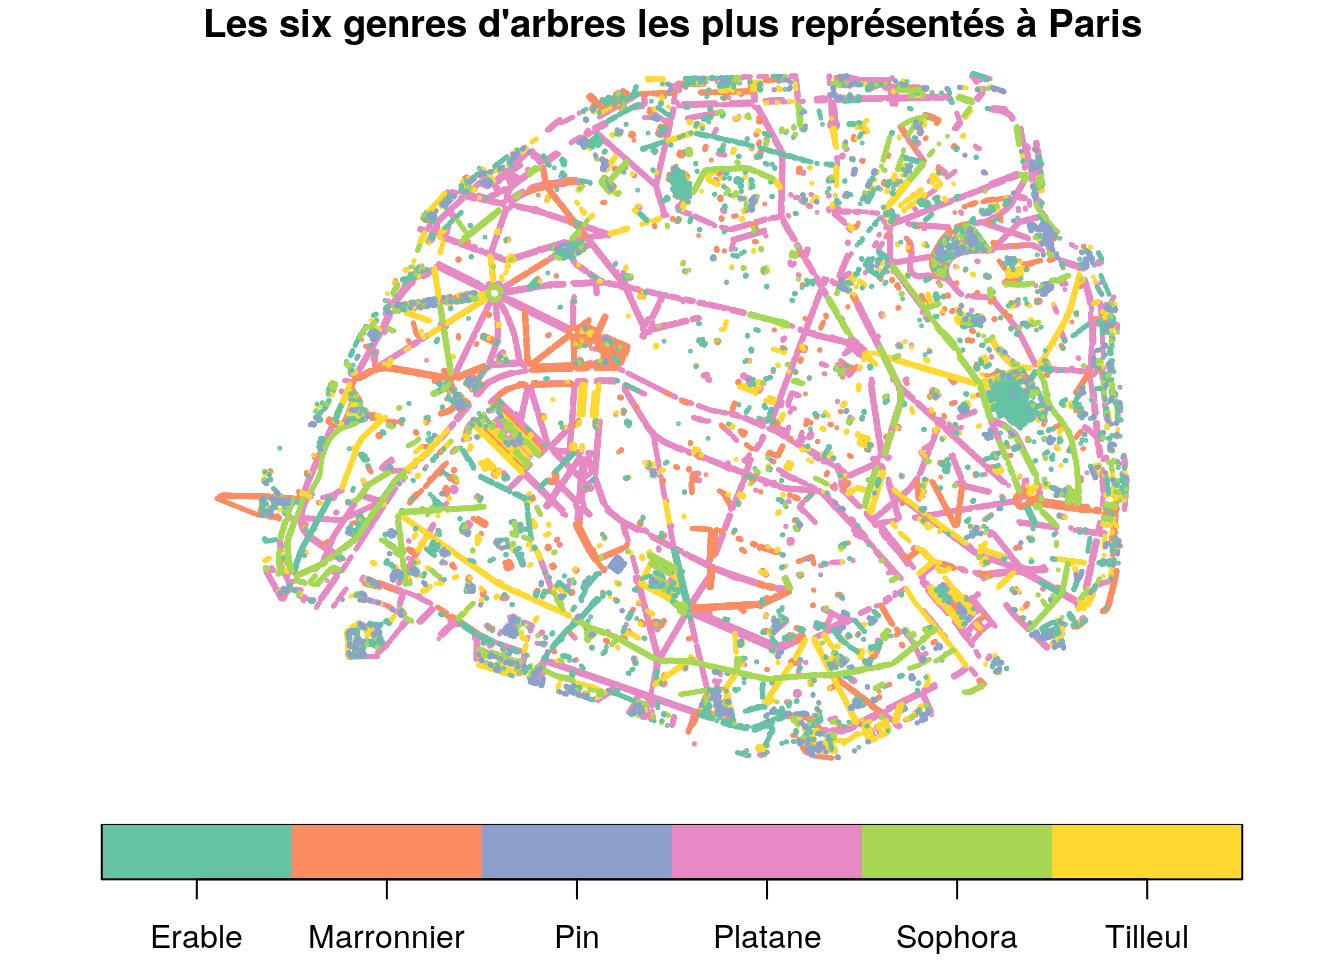 Les six genres d'arbres les plus représentés à Paris
Erable Marronnier Pin Platane Sophora Tilleul